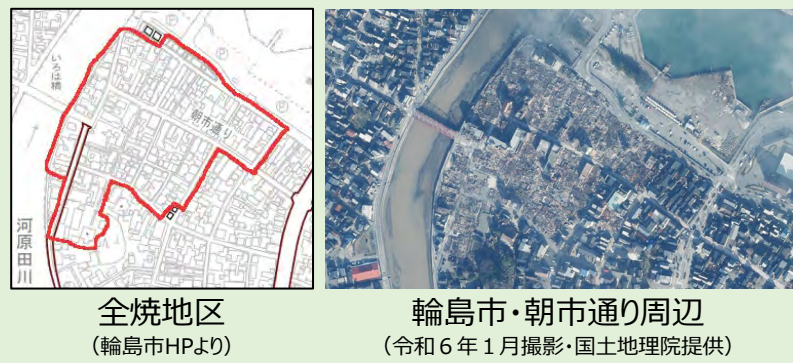 いろは橋
朝市通り
河原田川
全焼地区
(輪島市HPより)
輪島市・朝市通り周辺
(令和6年1月撮影・国土地理院提供)